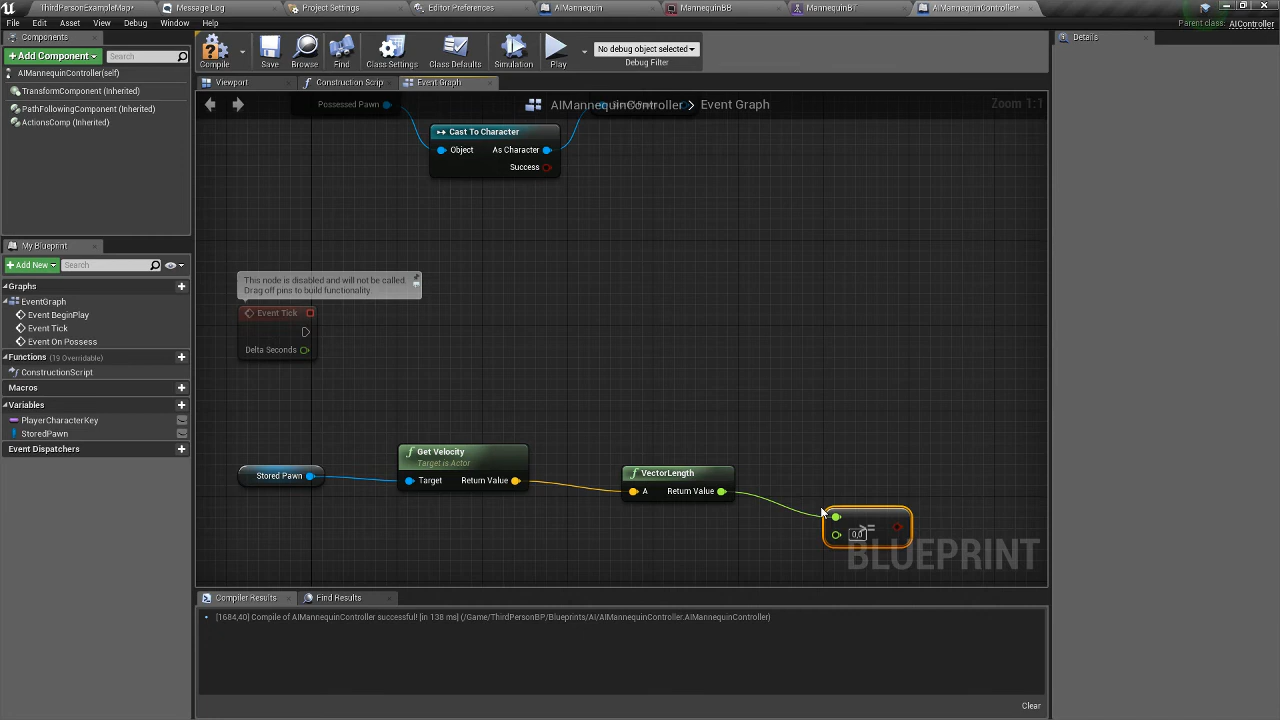 ThirdPersonExampleMap*
Message Log
Project Settings
Editor Preferences
AIMannequin
MannequinBB
MannequinBT
AIMannequinController*
File Edit Asset View Debug Window Help
Parent class: AIController
Components
Details
+Add Component
Search
AIMannequinController(self)
TransformComponent (Inherited)
PathFollowingComponent (Inherited)
ActionsComp (Inherited)
Compile
Save
Find
Class Settings
Class Defaults
Simulation
Play
No debug object selected
Debug Filter
Viewport
Construction Scrip
Event Graph
AIMannequinController > Event Graph
Zoom 1:1
Possessed Pawn
Cast To Character
Object
As Character
Success
My Blueprint
+Add New
Search
Graphs
EventGraph
Event BeginPlay
Event Tick
Event On Possess
Functions (19 Overridable)
ConstructionScript
Macros
Variables
PlayerCharacterKey
StoredPawn
Event Dispatchers
This node is disabled and will not be called.
Drag off pins to build functionality.
Event Tick
Delta Seconds
Stored Pawn
Get Velocity
Target is Actor
Target
Return Value
VectorLength
A
Return Value
>=
0,0
BLUEPRINT
Compiler Results
Find Results
[1684,40] Compile of AIMannequinController successful! [in 138 ms] (/Game/ThirdPersonBP/Blueprints/AI/AIMannequinController.AIMannequinController)
Clear